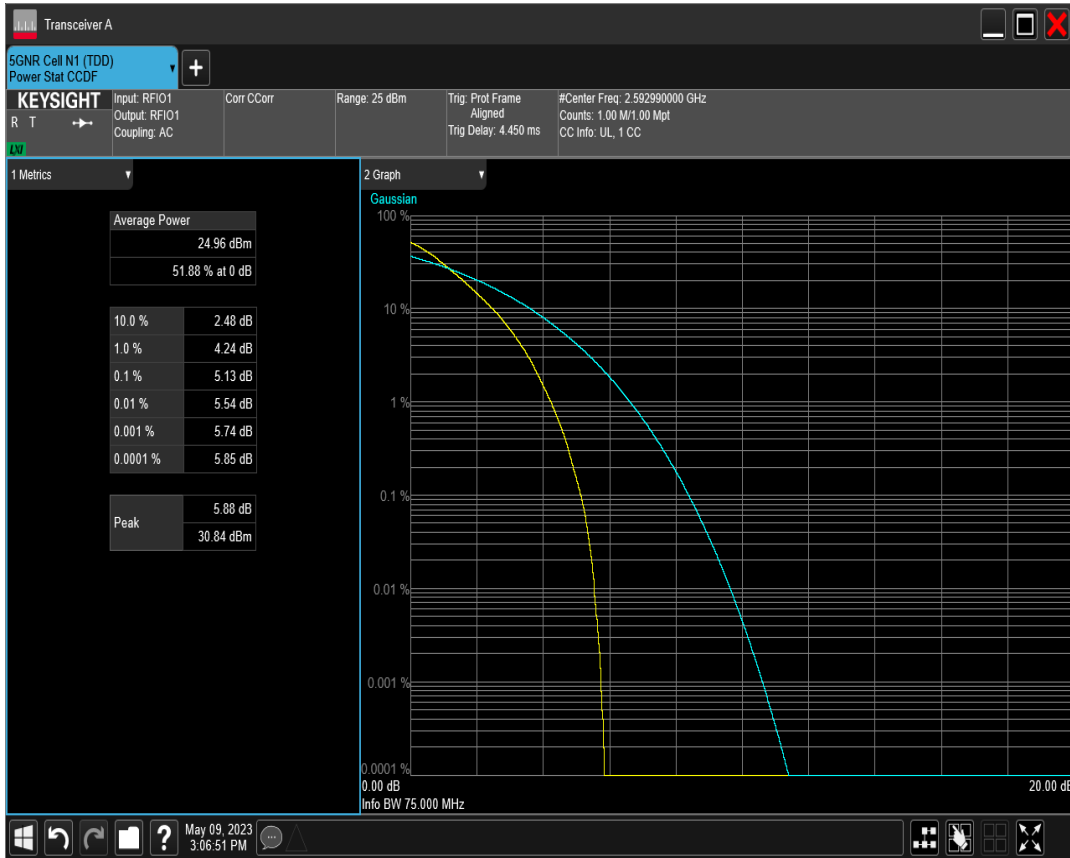 Transceiver A
5GNR Cell N1 (TDD)
Power Stat CCDF
KEYSIGHT
R T
LXI
Input: RFIO1
Output: RFIO1
Coupling: AC
Corr CCorr
Range: 25 dBm
Trig: Prot Frame
Aligned
Trig Delay: 4.450 ms
#Center Freq: 2.592990000 GHz
Counts: 1.00 M/1.00 Mpt
CC Info: UL, 1 CC
1 Metrics
Average Power
24.96 dBm
51.88 % at 0 dB
10.0 % 2.48 dB
1.0 % 4.24 dB
0.1 % 5.13 dB
0.01 % 5.54 dB
0.001 % 5.74 dB
0.0001 % 5.85 dB
Peak
5.88 dB
30.84 dBm
2 Graph
Gaussian
100 %
10 %
1 %
0.1 %
0.01 %
0.001 %
0.0001 %
0.00 dB
20.00 dB
Info BW 75.000 MHz
May 09, 2023
3:06:51 PM